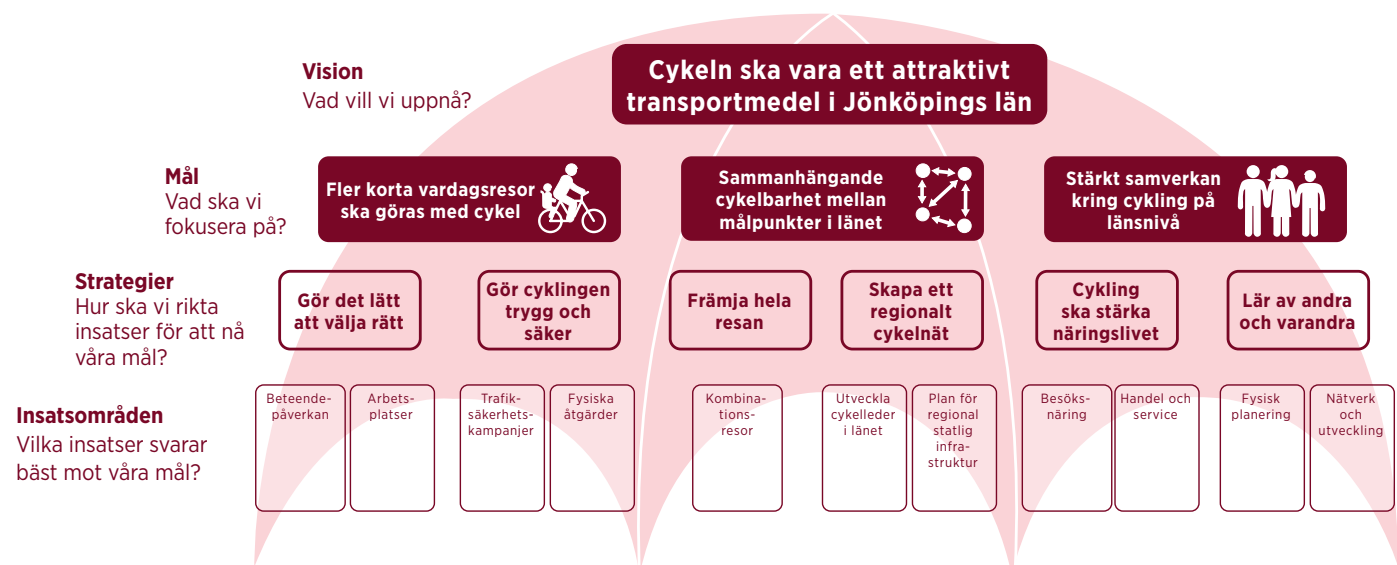 Vision
Vad vill vi uppnå?
Cykeln ska vara ett attraktivt
transportmedel i Jönköpings län
Mål
Vad ska vi
fokusera på?
Fler korta vardagsresor
ska göras med cykel
Sammanhängande
cykelbarhet mellan
målpunkter i länet
Stärkt samverkan
kring cykling på
länsnivå
Strategier
Hur ska vi rikta
insatser för att nå
våra mål?
Gör det lätt
att välja rätt
Gör cyklingen
trygg och
säker
Främja hela
resan
Skapa ett
regionalt
cykelnät
Cykling
ska stärka
näringslivet
Lär av andra
och varandra
Insatsområden
Vilka insatser svarar
bäst mot våra mål?
Beteende-
påverkan
Arbets-
platser
Trafik-
säkerhets-
kampanjer
Fysiska
åtgärder
Kombina-
tions-
resor
Utveckla
cykelleder
i länet
Plan för
regional
statlig
infra-
struktur
Besöks-
näring
Handel och
service
Fysisk
planering
Nätverk
och
utveckling